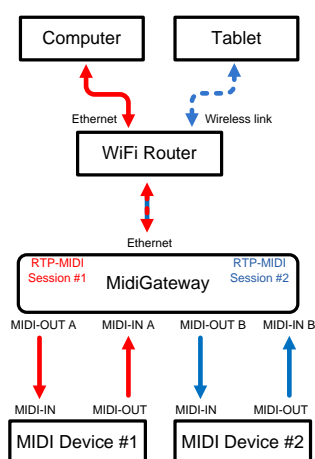 Computer
Tablet
Ethernet
Wireless link
WiFi Router
Ethernet
RTP-MIDI
Session #1
MidiGateway
RTP-MIDI
Session #2
MIDI-OUT A
MIDI-IN A
MIDI-OUT B
MIDI-IN B
MIDI-IN
MIDI-OUT
MIDI-IN
MIDI-OUT
MIDI Device #1
MIDI Device #2